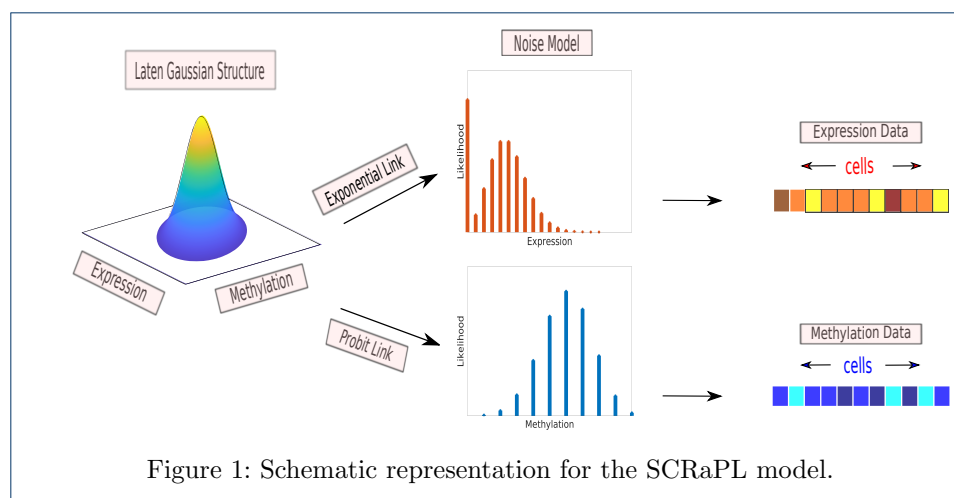 Laten Gaussian Structure
Expression
Methylation
Exponential Link
Probit Link
Noise Model
Likelihood
Expression
Likelihood
Methylation
Expression Data
cells
Methylation Data
cells
Figure 1: Schematic representation for the SCRaPL model.